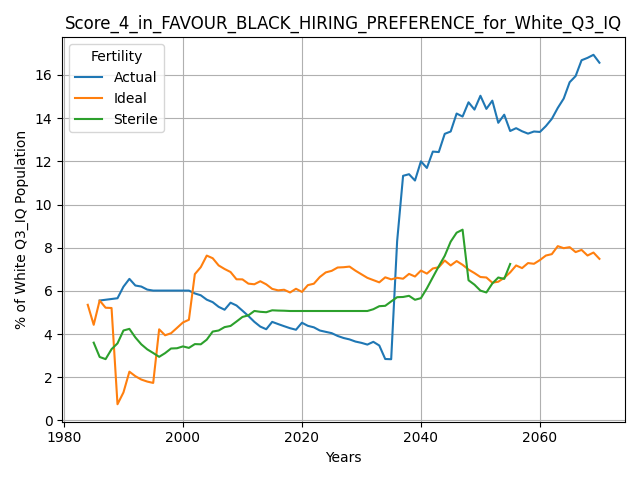 Score_4_in_FAVOUR_BLACK_HIRING_PREFERENCE_for_White_Q3_IQ
Fertility
Actual
Ideal
Sterile
% of White Q3_IQ Population
16
14
12
10
8
6
4
2
0
1980
2000
2020
2040
2060
Years